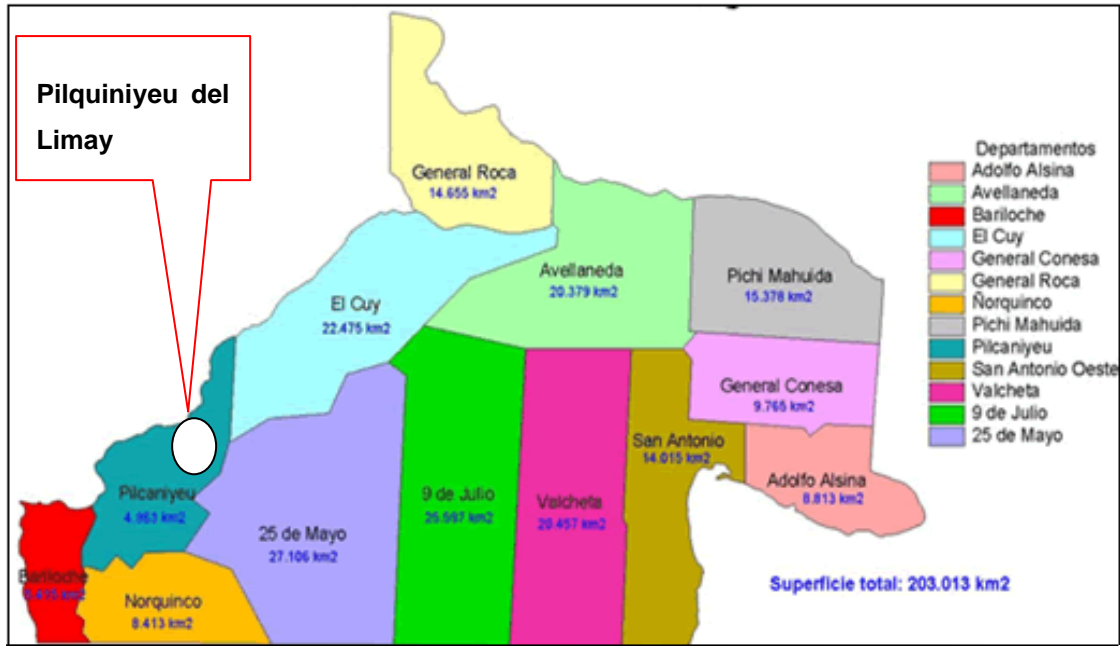 Pilquiniyeu del
Limay
General Roca
14.655 km2
Avellaneda
20.379 km2
Pichi Mahuida
15.378 km2
El Cuy
22.475 km2
General Conesa
9.765 km2
San Antonio
14.015 km2
Adolfo Alsina
8.813 km2
Pilcaniyeu
25 de Mayo
27.106 km2
9 de Julio
25.597 km2
Valcheta
20.457 km2
Bariloche
Norquinco
8.413 km2
Departamentos
Adolfo Alsina
Avellaneda
Bariloche
El Cuy
General Conesa
General Roca
Ñorquinco
Pichi Mahuida
Pilcaniyeu
San Antonio Oeste
Valcheta
9 de Julio
25 de Mayo
Superficie total: 203.013 km2